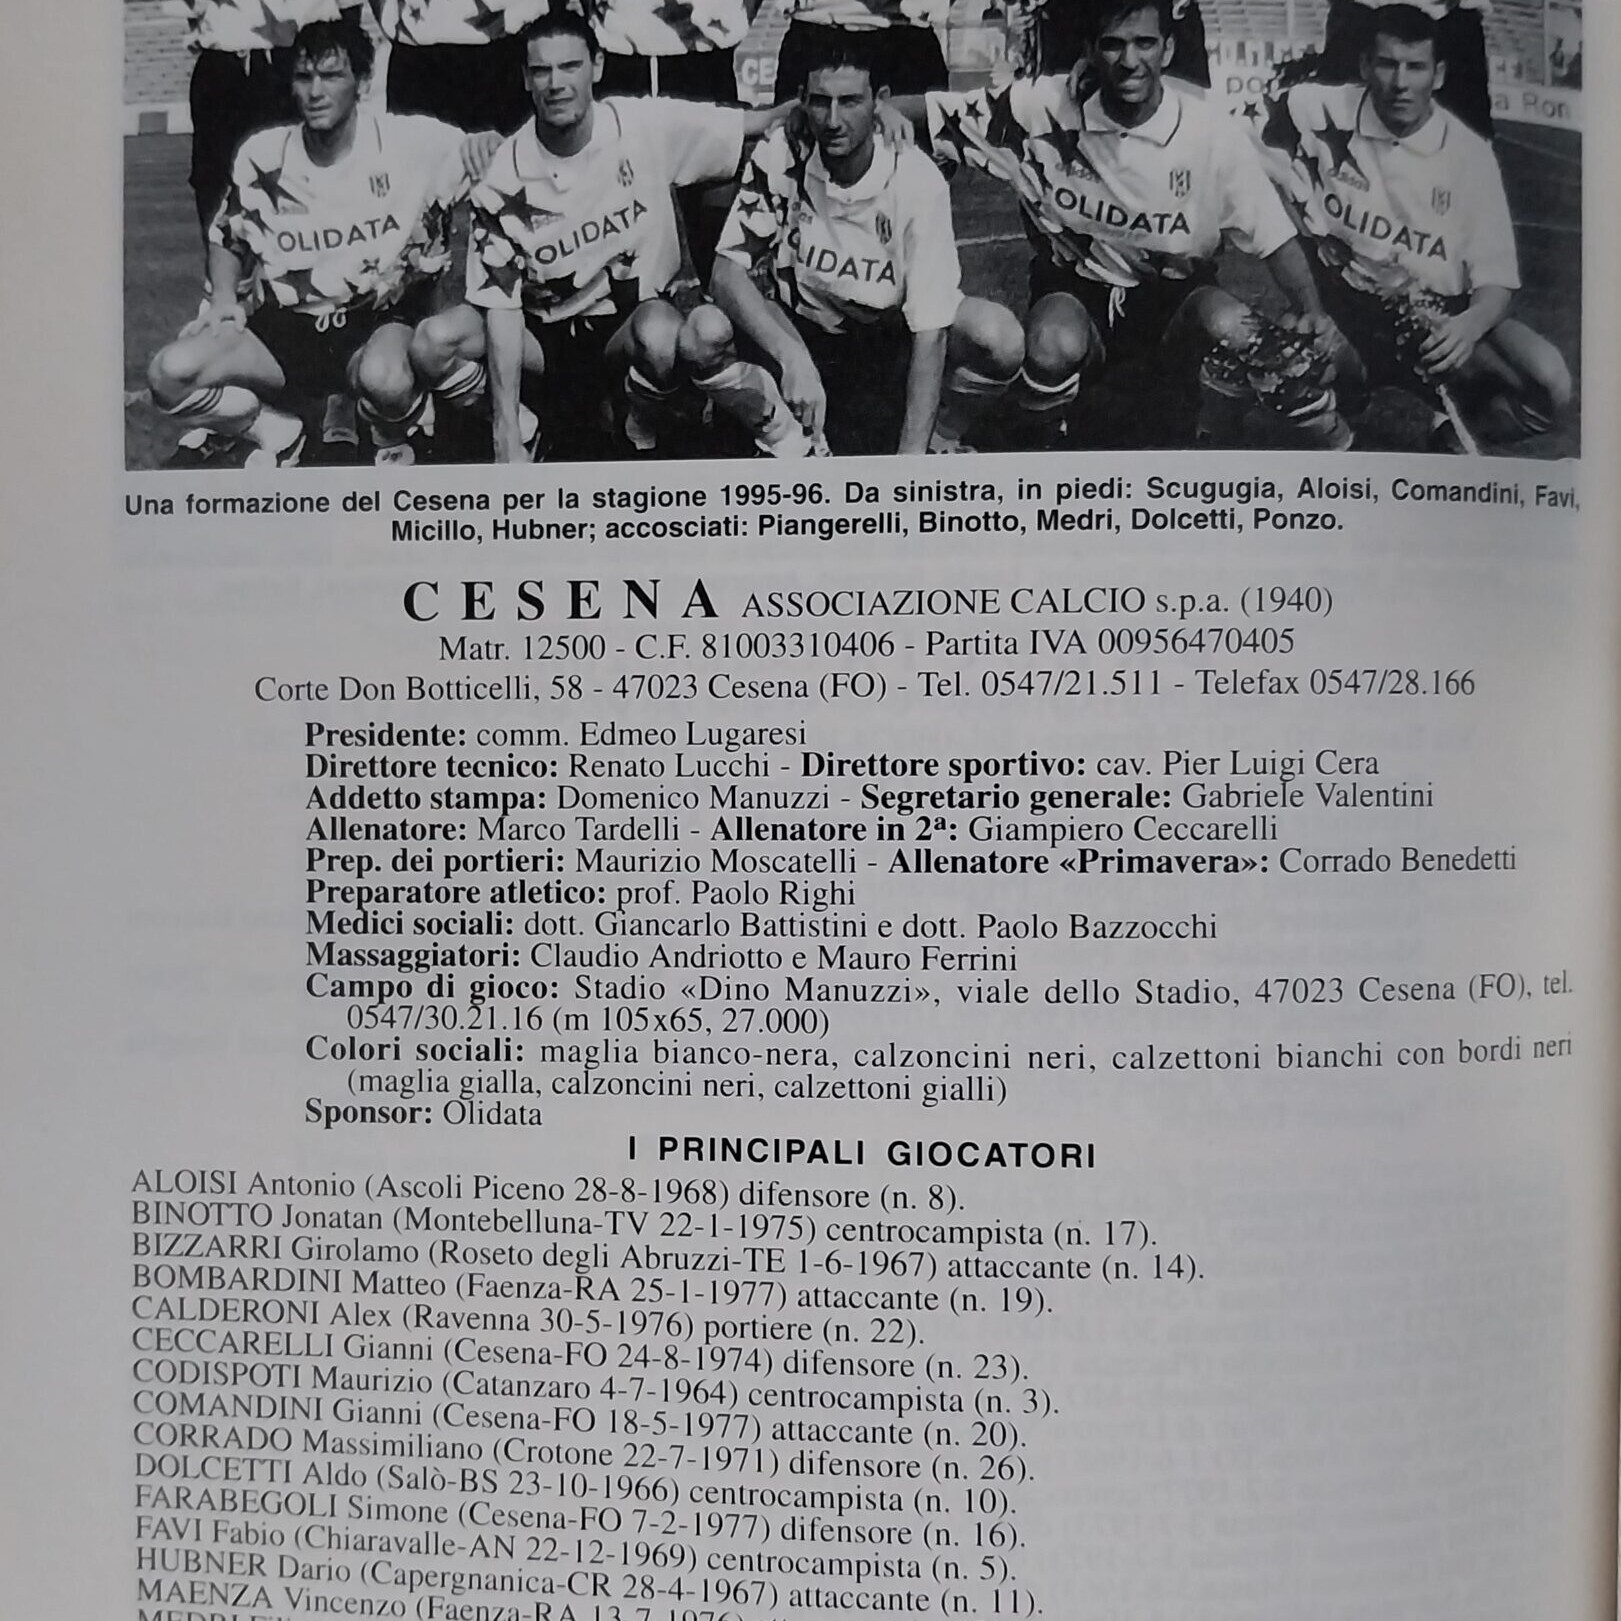 CE
po
a Ron
OLIDATA
OLIDATA
LIDATA
adidas
OLIDATA
OLIDATA
Una formazione del Cesena per la stagione 1995-96. Da sinistra, in piedi: Scugugia, Aloisi, Comandini, Favi,
Micillo, Hubner; accosciati: Piangerelli, Binotto, Medri, Dolcetti, Ponzo.
CESENA ASSOCIAZIONE CALCIO s.p.a. (1940)
Matr. 12500 - C.F. 81003310406 - Partita IVA 00956470405
Corte Don Botticelli, 58 - 47023 Cesena (FO) - Tel. 0547/21.511 - Telefax 0547/28.166
Presidente: comm. Edmeo Lugaresi
Direttore tecnico: Renato Lucchi - Direttore sportivo: cav. Pier Luigi Cera
Addetto stampa: Domenico Manuzzi - Segretario generale: Gabriele Valentini
Allenatore: Marco Tardelli - Allenatore in 2ª: Giampiero Ceccarelli
Prep. dei portieri: Maurizio Moscatelli - Allenatore «Primavera»: Corrado Benedetti
Preparatore atletico: prof. Paolo Righi
Medici sociali: dott. Giancarlo Battistini e dott. Paolo Bazzocchi
Massaggiatori: Claudio Andriotto e Mauro Ferrini
Campo di gioco: Stadio «Dino Manuzzi», viale dello Stadio, 47023 Cesena (FO), tel.
0547/30.21.16 (m 105x65, 27.000)
Colori sociali: maglia bianco-nera, calzoncini neri, calzettoni bianchi con bordi neri
(maglia gialla, calzoncini neri, calzettoni gialli)
Sponsor: Olidata
I PRINCIPALI GIOCATORI
ALOISI Antonio (Ascoli Piceno 28-8-1968) difensore (n. 8).
BINOTTO Jonatan (Montebelluna-TV 22-1-1975) centrocampista (n. 17).
BIZZARRI Girolamo (Roseto degli Abruzzi-TE 1-6-1967) attaccante (n. 14).
BOMBARDINI Matteo (Faenza-RA 25-1-1977) attaccante (n. 19).
CALDERONI Alex (Ravenna 30-5-1976) portiere (n. 22).
CECCARELLI Gianni (Cesena-FO 24-8-1974) difensore (n. 23).
CODISPOTI Maurizio (Catanzaro 4-7-1964) centrocampista (n. 3).
COMANDINI Gianni (Cesena-FO 18-5-1977) attaccante (n. 20).
CORRADO Massimiliano (Crotone 22-7-1971) difensore (n. 26).
DOLCETTI Aldo (Salò-BS 23-10-1966) centrocampista (n. 10).
FARABEGOLI Simone (Cesena-FO 7-2-1977) difensore (n. 16).
FAVI Fabio (Chiaravalle-AN 22-12-1969) centrocampista (n. 5).
HUBNER Dario (Capergnanica-CR 28-4-1967) attaccante (n. 11).
MAENZA Vincenzo (Faenza-RA 13-7-1976)
MEDRI